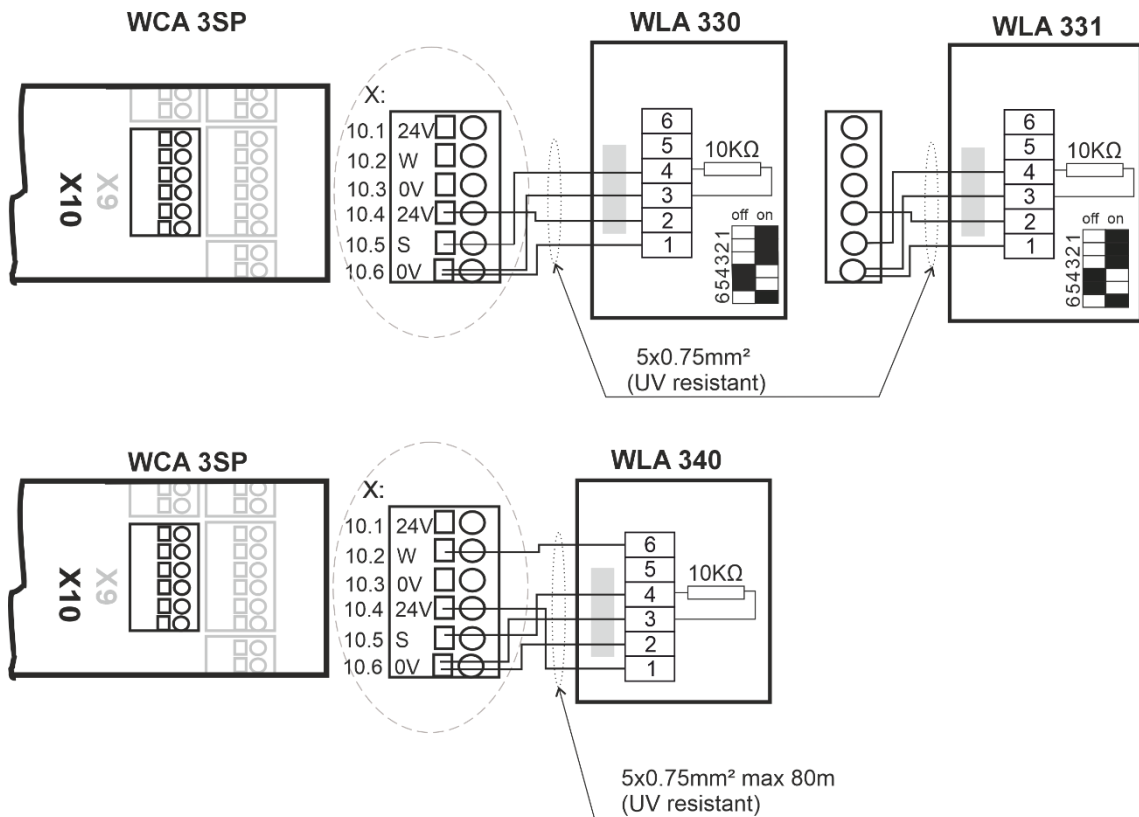 WCA 3SP
WLA 330
WLA 331
X10
X9
X:
10.1 24V
10.2 W
10.3 0V
10.4 24V
10.5 S
10.6 0V
6
5
4
3
2
1
10KΩ
off on
654321
6
5
4
3
2
1
10KΩ
off on
654321
5x0.75mm²
(UV resistant)
WCA 3SP
WLA 340
X10
X9
X:
10.1 24V
10.2 W
10.3 0V
10.4 24V
10.5 S
10.6 0V
6
5
4
3
2
1
10KΩ
5x0.75mm² max 80m
(UV resistant)